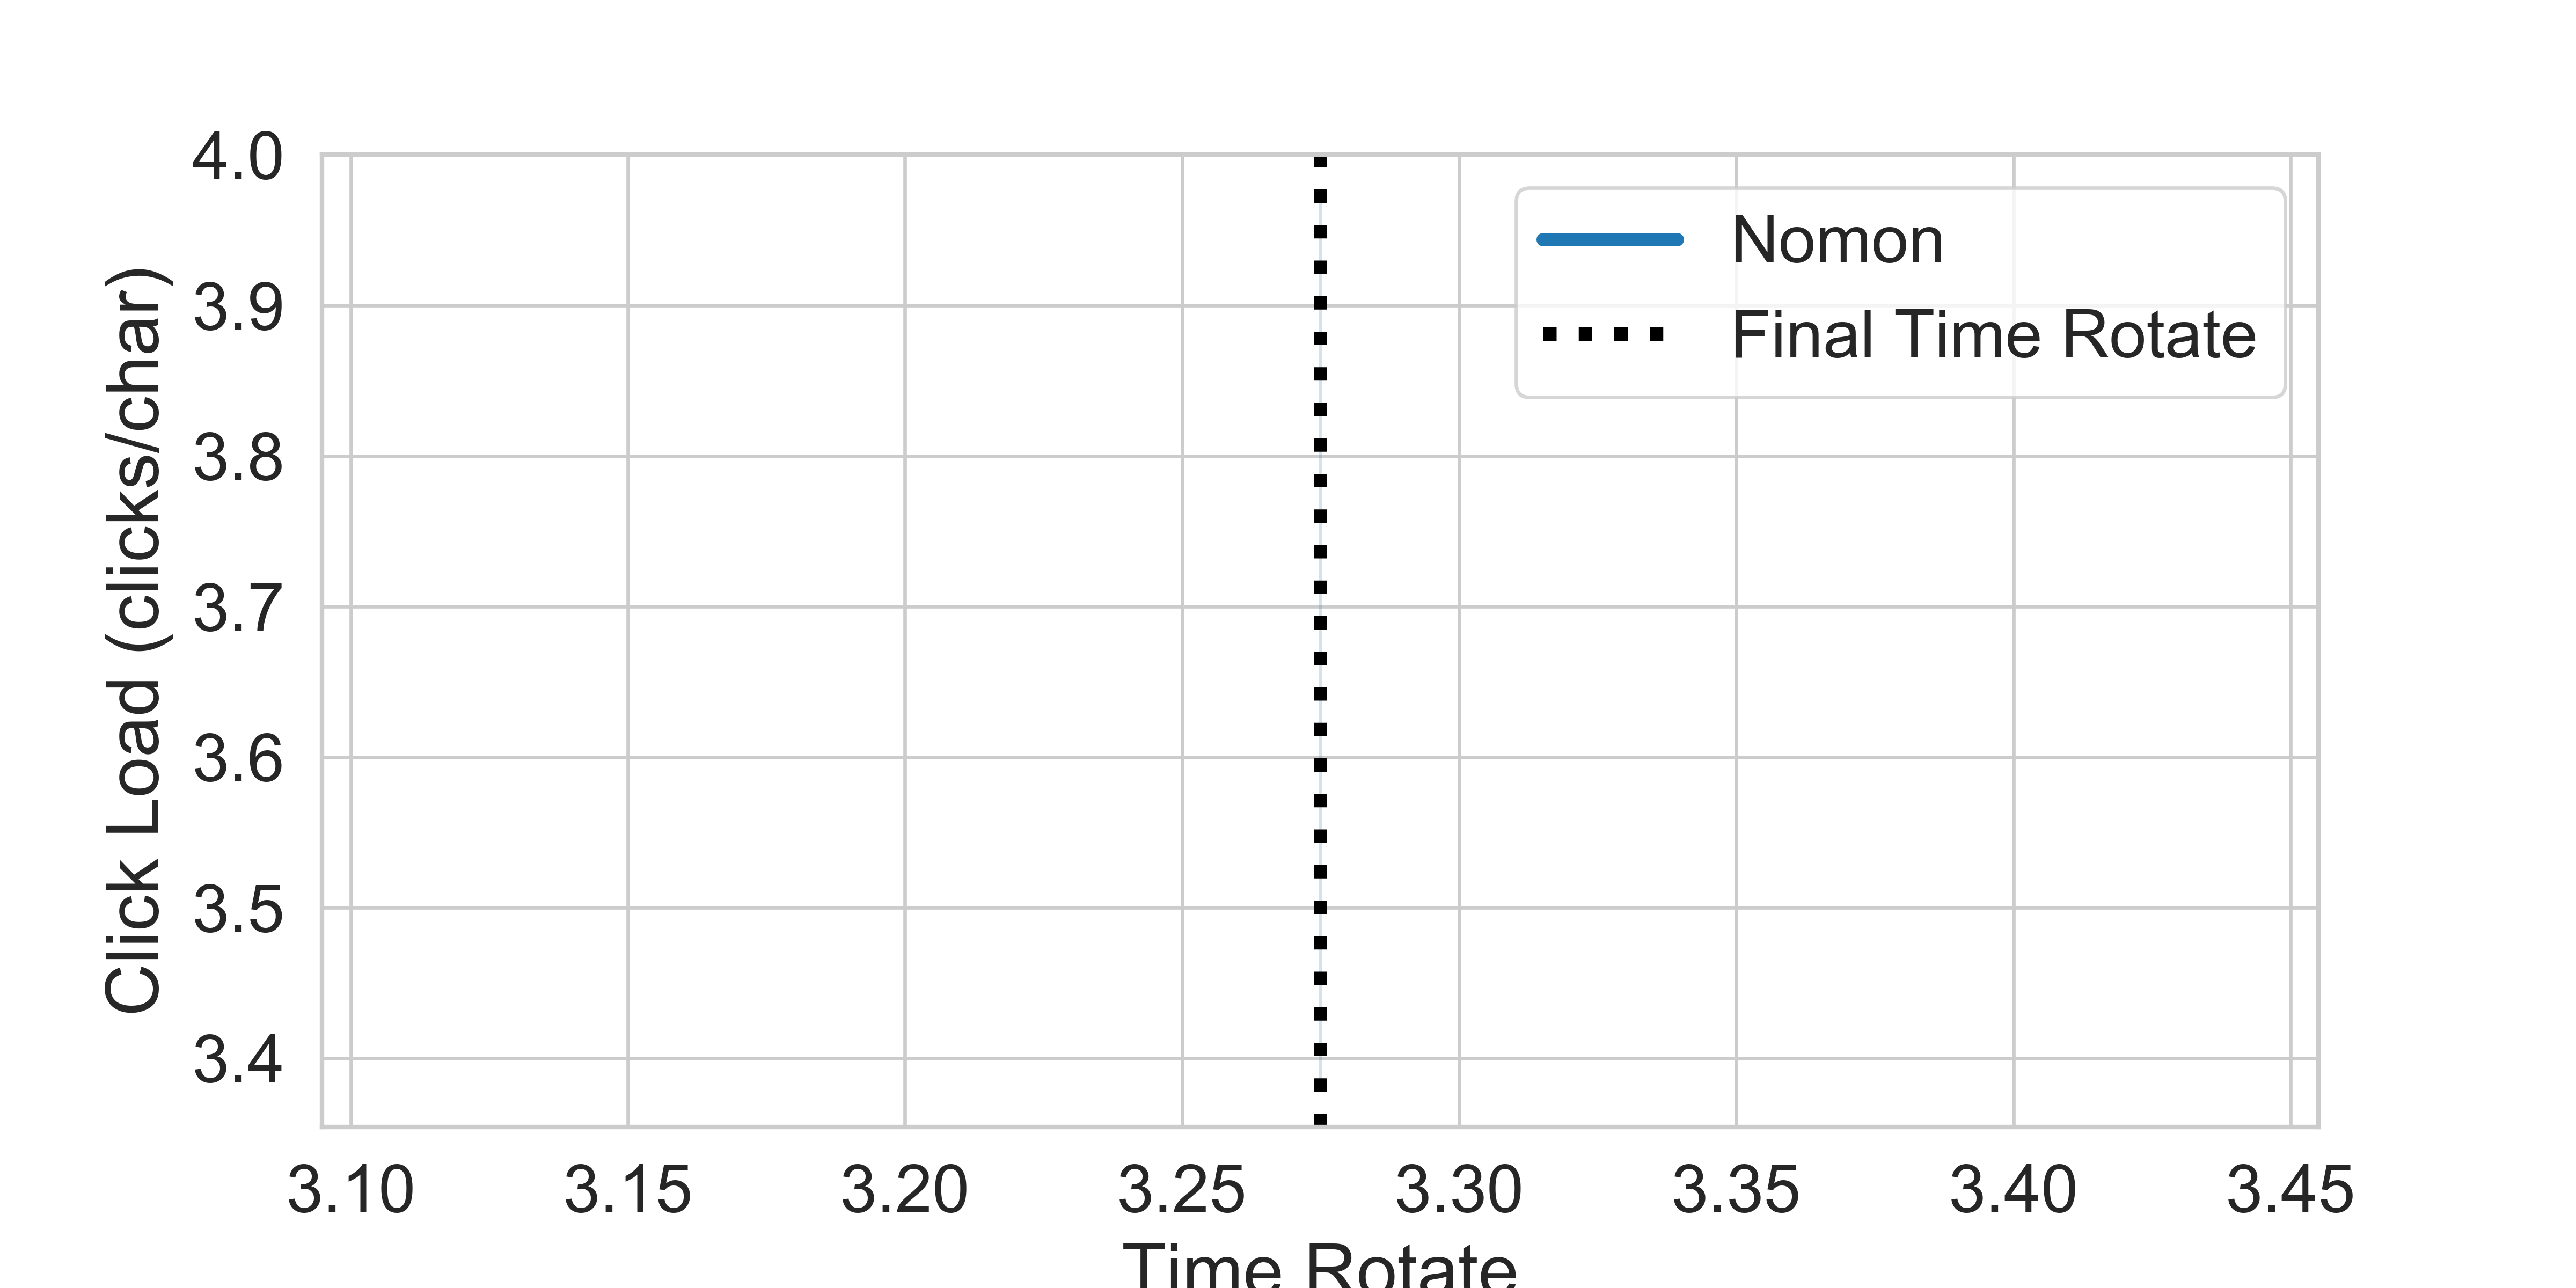 4.0
3.9
3.8
3.7
3.6
3.5
3.4
Click Load (clicks/char)
Nomon
Final Time Rotate
3.10 3.15 3.20 3.25 3.30 3.35 3.40 3.45
Time Rotate